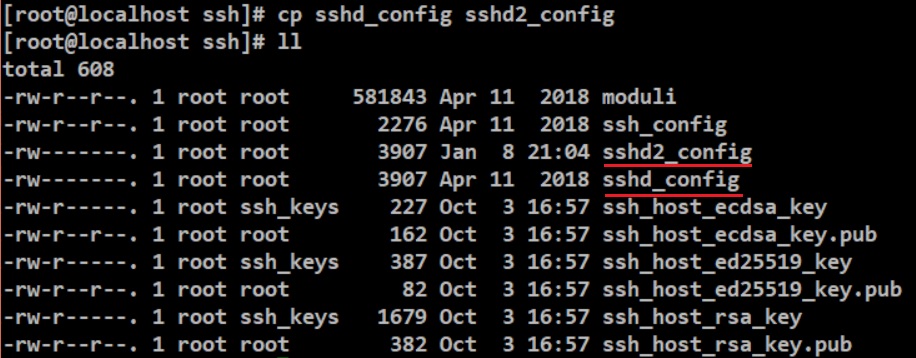 [root@localhost ssh]# cp sshd_config sshd2_config
[root@localhost ssh]# ll
total 608
-rw-r--r--. 1 root root     581843 Apr 11  2018 moduli
-rw-r--r--. 1 root root       2276 Apr 11  2018 ssh_config
-rw-------. 1 root root       3907 Jan  8 21:04 sshd2_config
-rw-------. 1 root root       3907 Apr 11  2018 sshd_config
-rw-r-----. 1 root ssh_keys    227 Oct  3 16:57 ssh_host_ecdsa_key
-rw-r--r--. 1 root root        162 Oct  3 16:57 ssh_host_ecdsa_key.pub
-rw-r-----. 1 root ssh_keys    387 Oct  3 16:57 ssh_host_ed25519_key
-rw-r--r--. 1 root root         82 Oct  3 16:57 ssh_host_ed25519_key.pub
-rw-r-----. 1 root ssh_keys   1679 Oct  3 16:57 ssh_host_rsa_key
-rw-r--r--. 1 root root        382 Oct  3 16:57 ssh_host_rsa_key.pub